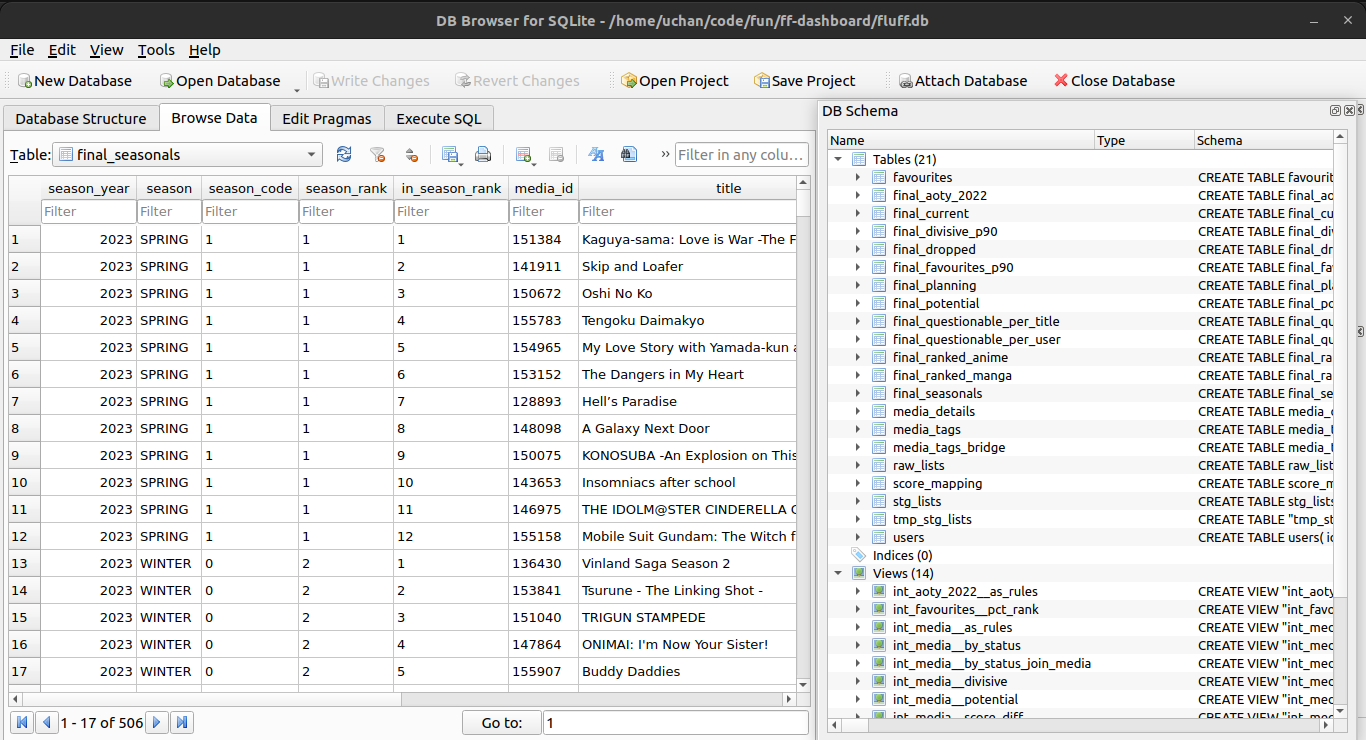 DB Browser for SQLite - /home/uchan/code/fun/ff-dashboard/fluff.db
File Edit View Tools Help
New Database Open Database Write Changes Revert Changes Open Project Save Project Attach Database Close Database
Database Structure Browse Data Edit Pragmas Execute SQL
Table: final_seasonals » Filter in any colu...
season_year season season_code season_rank in_season_rank media_id title
Filter Filter Filter Filter Filter Filter Filter
1 2023 SPRING 1 1 1 151384 Kaguya-sama: Love is War -The F
2 2023 SPRING 1 1 2 141911 Skip and Loafer
3 2023 SPRING 1 1 3 150672 Oshi No Ko
4 2023 SPRING 1 1 4 155783 Tengoku Daimakyo
5 2023 SPRING 1 1 5 154965 My Love Story with Yamada-kun a
6 2023 SPRING 1 1 6 153152 The Dangers in My Heart
7 2023 SPRING 1 1 7 128893 Hell’s Paradise
8 2023 SPRING 1 1 8 148098 A Galaxy Next Door
9 2023 SPRING 1 1 9 150075 KONOSUBA -An Explosion on This
10 2023 SPRING 1 1 10 143653 Insomniacs after school
11 2023 SPRING 1 1 11 146975 THE IDOLM@STER CINDERELLA G
12 2023 SPRING 1 1 12 155158 Mobile Suit Gundam: The Witch f
13 2023 WINTER 0 2 1 136430 Vinland Saga Season 2
14 2023 WINTER 0 2 2 153841 Tsurune - The Linking Shot -
15 2023 WINTER 0 2 3 151040 TRIGUN STAMPEDE
16 2023 WINTER 0 2 4 147864 ONIMAI: I'm Now Your Sister!
17 2023 WINTER 0 2 5 155907 Buddy Daddies
1 - 17 of 506 Go to: 1
DB Schema
Name Type Schema
Tables (21)
favourites CREATE TABLE favourit
final_aoty_2022 CREATE TABLE final_ao
final_current CREATE TABLE final_cu
final_divisive_p90 CREATE TABLE final_div
final_dropped CREATE TABLE final_dr
final_favourites_p90 CREATE TABLE final_fa
final_planning CREATE TABLE final_pl
final_potential CREATE TABLE final_po
final_questionable_per_title CREATE TABLE final_qu
final_questionable_per_user CREATE TABLE final_qu
final_ranked_anime CREATE TABLE final_ra
final_ranked_manga CREATE TABLE final_ra
final_seasonals CREATE TABLE final_se
media_details CREATE TABLE media_d
media_tags CREATE TABLE media_t
media_tags_bridge CREATE TABLE media_t
raw_lists CREATE TABLE raw_list
score_mapping CREATE TABLE score_m
stg_lists CREATE TABLE stg_lists
tmp_stg_lists CREATE TABLE "tmp_st
users CREATE TABLE users( ic
Indices (0)
Views (14)
int_aoty_2022__as_rules CREATE VIEW "int_aoty
int_favourites__pct_rank CREATE VIEW "int_favo
int_media__as_rules CREATE VIEW "int_med
int_media__by_status CREATE VIEW "int_med
int_media__by_status_join_media CREATE VIEW "int_med
int_media__divisive CREATE VIEW "int_med
int_media__potential CREATE VIEW "int_med
int_media__score_diff CREATE VIEW "int_med